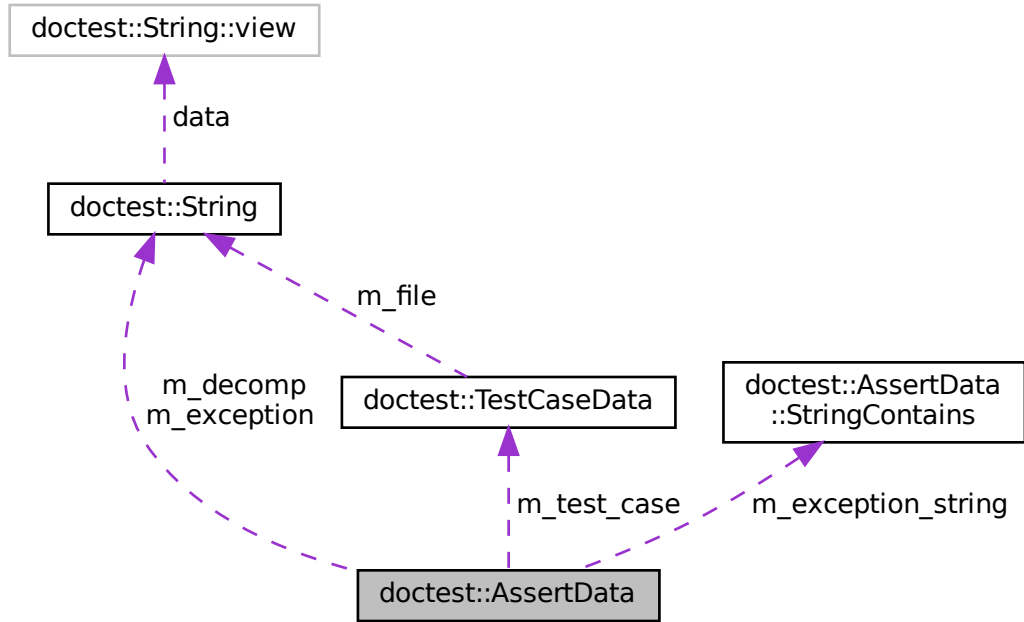 doctest::String::view
data
doctest::String
m_file
m_decomp
m_exception
doctest::TestCaseData
doctest::AssertData
::StringContains
m_test_case
m_exception_string
doctest::AssertData